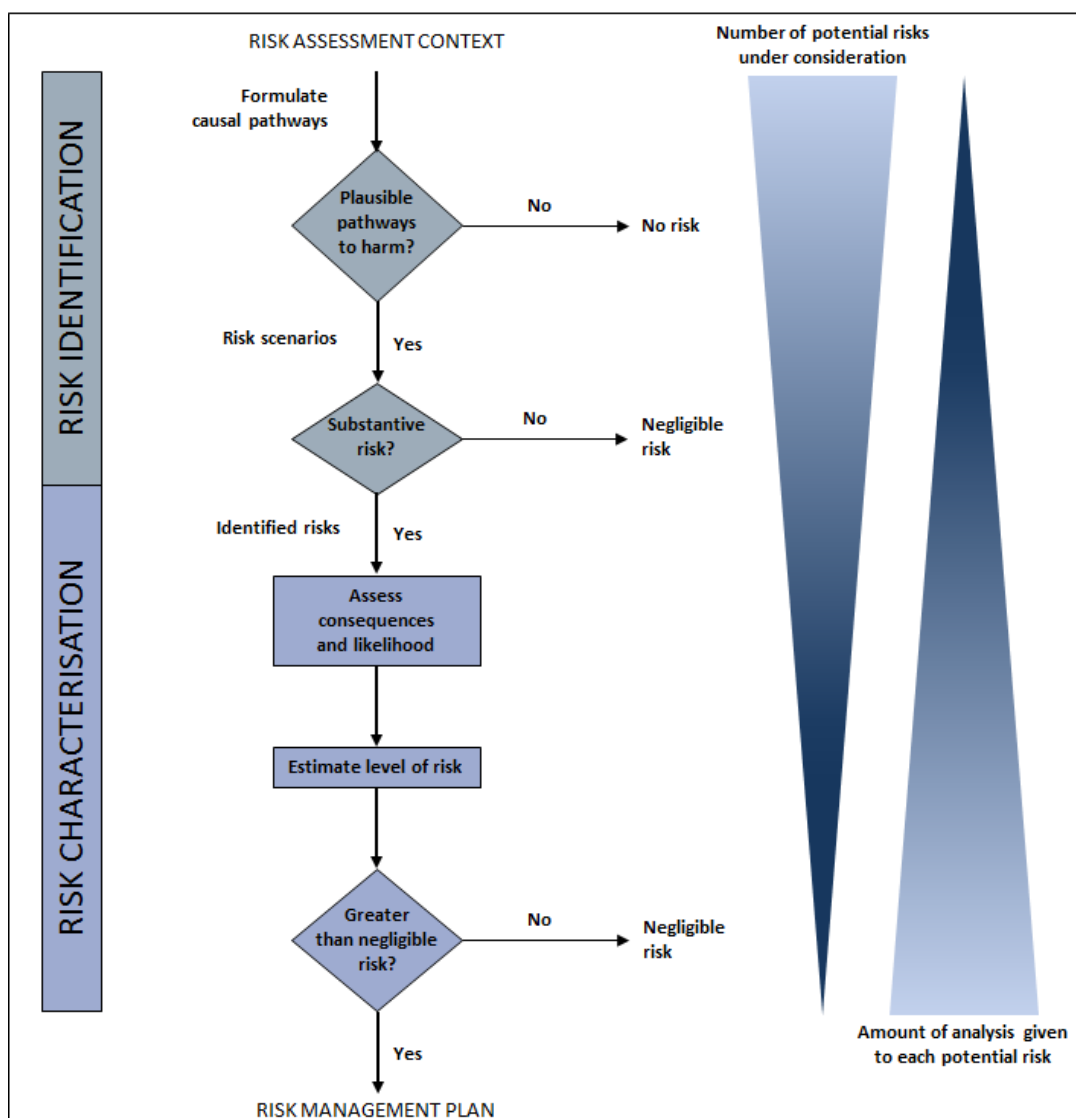 RISK ASSESSMENT CONTEXT
Number of potential risks
under consideration
RISK IDENTIFICATION
Formulate
causal pathways
Plausible
pathways
to harm?
No
No risk
Risk scenarios
Yes
Substantive
risk?
No
Negligible
risk
RISK CHARACTERISATION
Identified risks
Yes
Assess
consequences
and likelihood
Estimate level of risk
Greater
than negligible
risk?
No
Negligible
risk
Yes
Amount of analysis given
to each potential risk
RISK MANAGEMENT PLAN